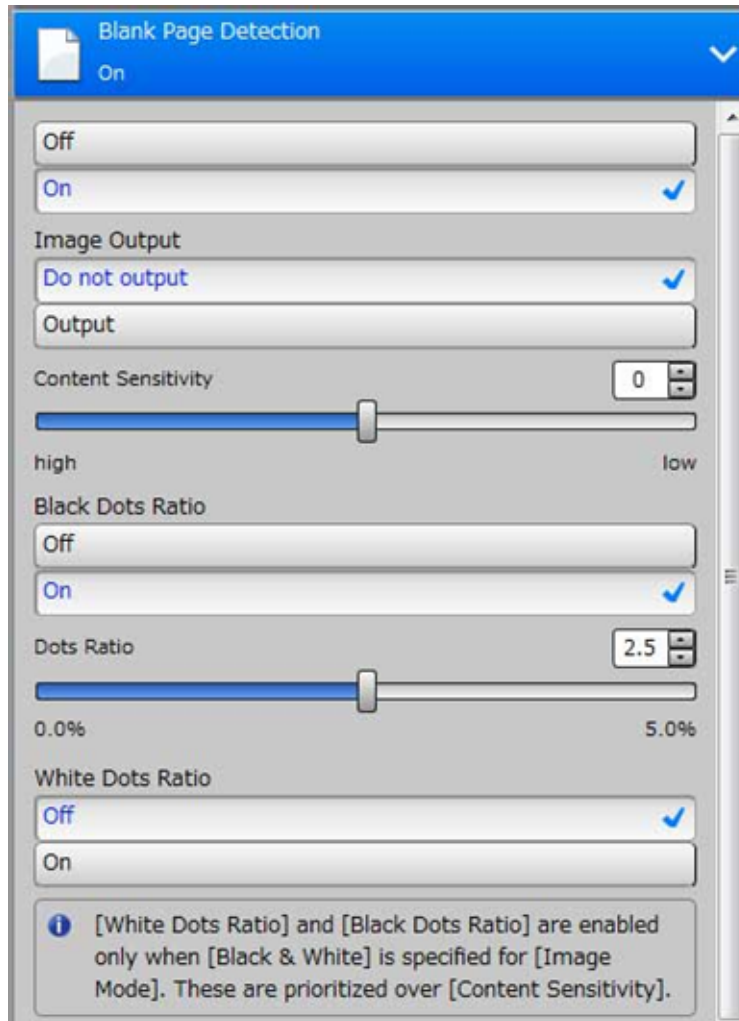 Blank Page Detection
On
Off
On
Image Output
Do not output
Output
Content Sensitivity 0
high low
Black Dots Ratio
Off
On
Dots Ratio 2.5
0.0% 5.0%
White Dots Ratio
Off
On
[White Dots Ratio] and [Black Dots Ratio] are enabled
only when [Black & White] is specified for [Image
Mode]. These are prioritized over [Content Sensitivity].